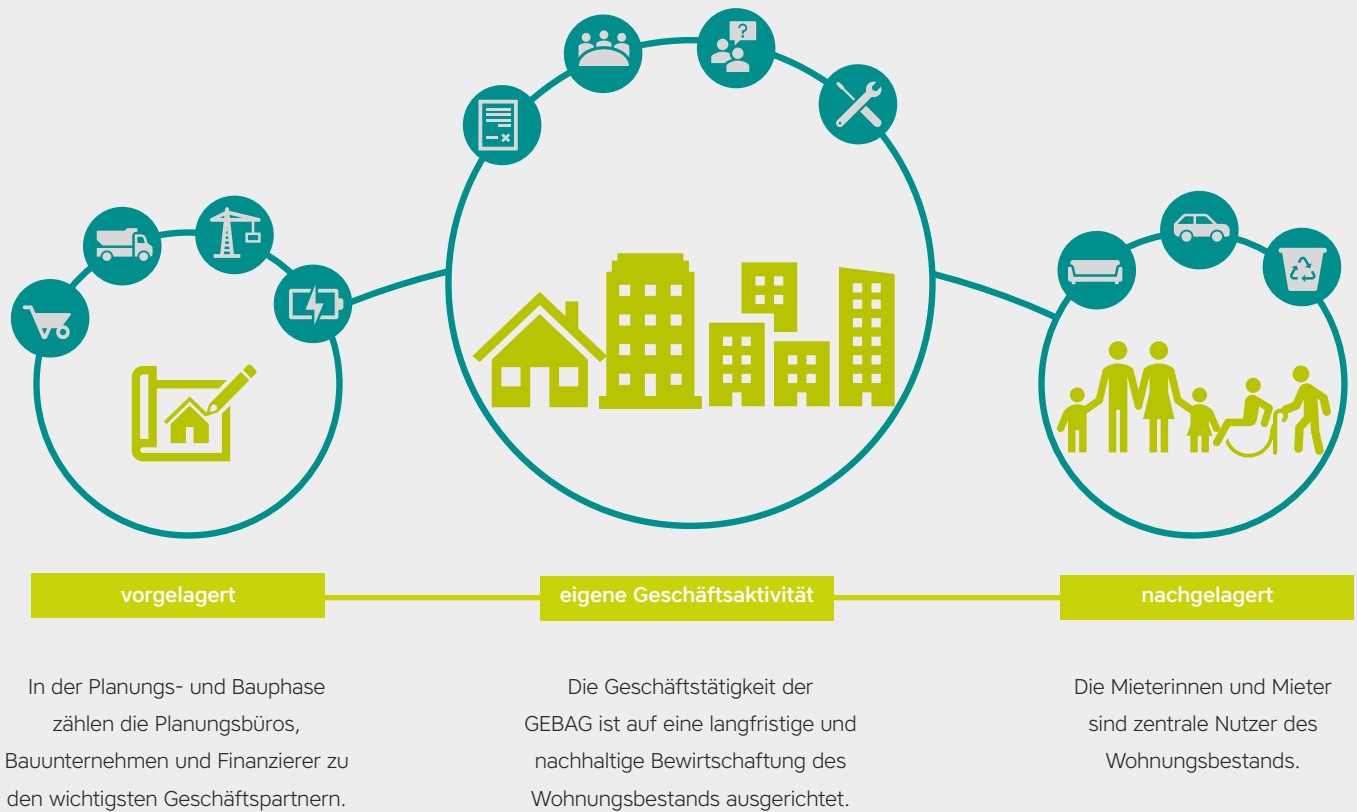 ?
vorgelagert
eigene Geschäftsaktivität
nachgelagert
In der Planungs- und Bauphase
zählen die Planungsbüros,
Bauunternehmen und Finanzierer zu
den wichtigsten Geschäftspartnern.
Die Geschäftstätigkeit der
GEBAG ist auf eine langfristige und
nachhaltige Bewirtschaftung des
Wohnungsbestands ausgerichtet.
Die Mieterinnen und Mieter
sind zentrale Nutzer des
Wohnungsbestands.